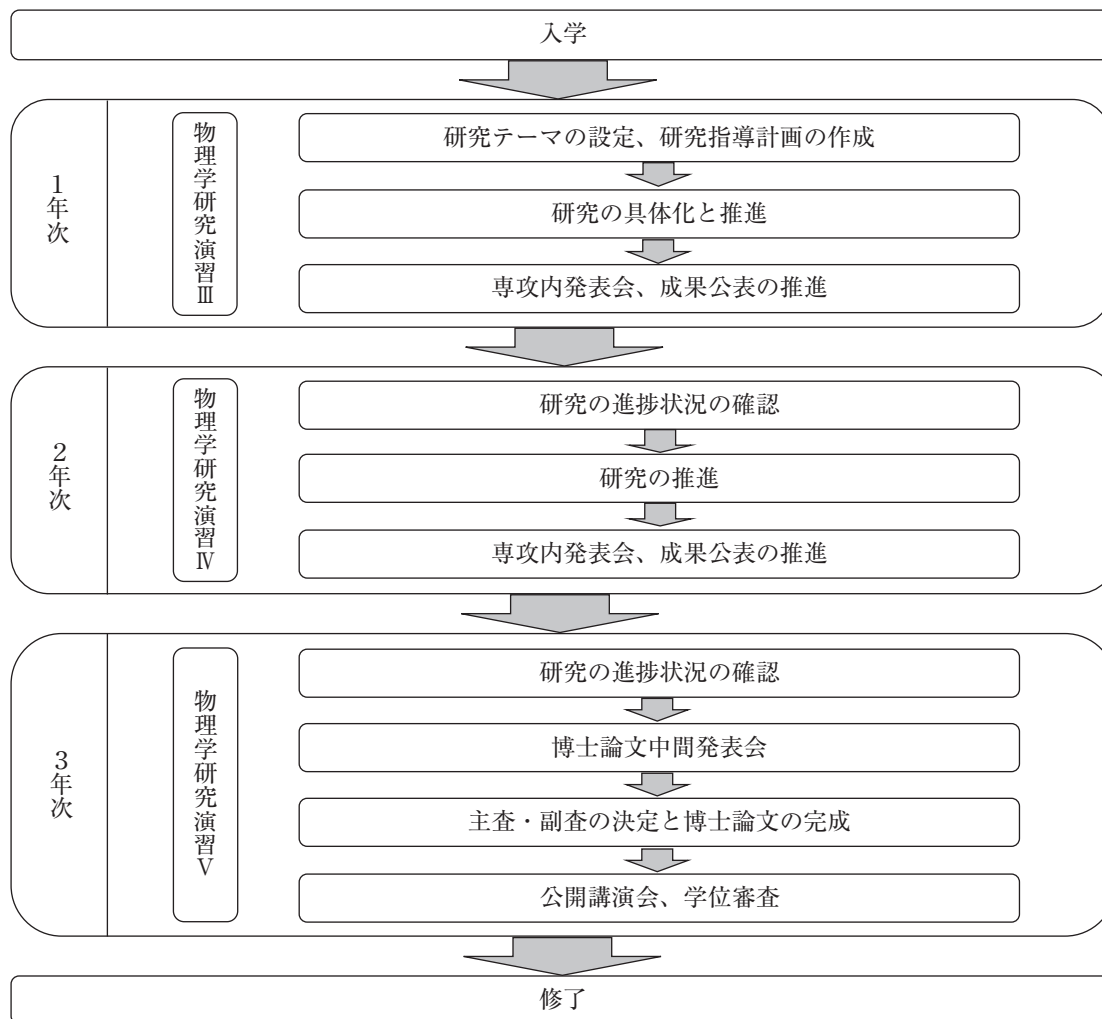 入学
1年次
物理学研究演習Ⅲ
研究テーマの設定、研究指導計画の作成
研究の具体化と推進
専攻内発表会、成果公表の推進
2年次
物理学研究演習Ⅳ
研究の進捗状況の確認
研究の推進
専攻内発表会、成果公表の推進
3年次
物理学研究演習Ⅴ
研究の進捗状況の確認
博士論文中間発表会
主査・副査の決定と博士論文の完成
公開講演会、学位審査
修了